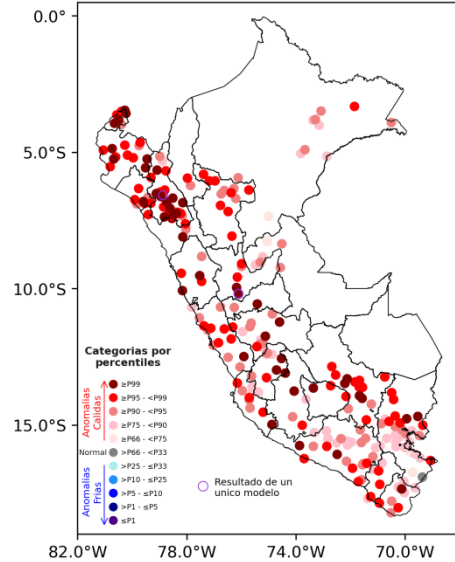 0.0°
5.0°S
10.0°S
15.0°S
Categorias por
percentiles
Anomalias
Calidas
≥P99
≥P95 - <P99
≥P90 - <P95
≥P75 - <P90
≥P66 - <P75
Normal
>P66 - <P33
>P25 - ≤P33
>P10 - ≤P25
>P5 - ≤P10
>P1 - ≤P5
≤P1
Anomalias
Frias
Resultado de un
unico modelo
82.0°W
78.0°W
74.0°W
70.0°W